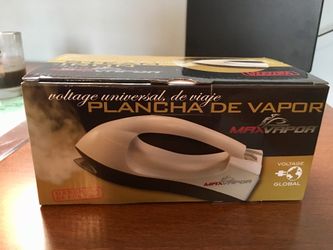 voltage universal, de viaje
PLANCHA DE VAPOR
MAXVAPOR
VOLTAGE
GLOBAL
MAXVAPOR